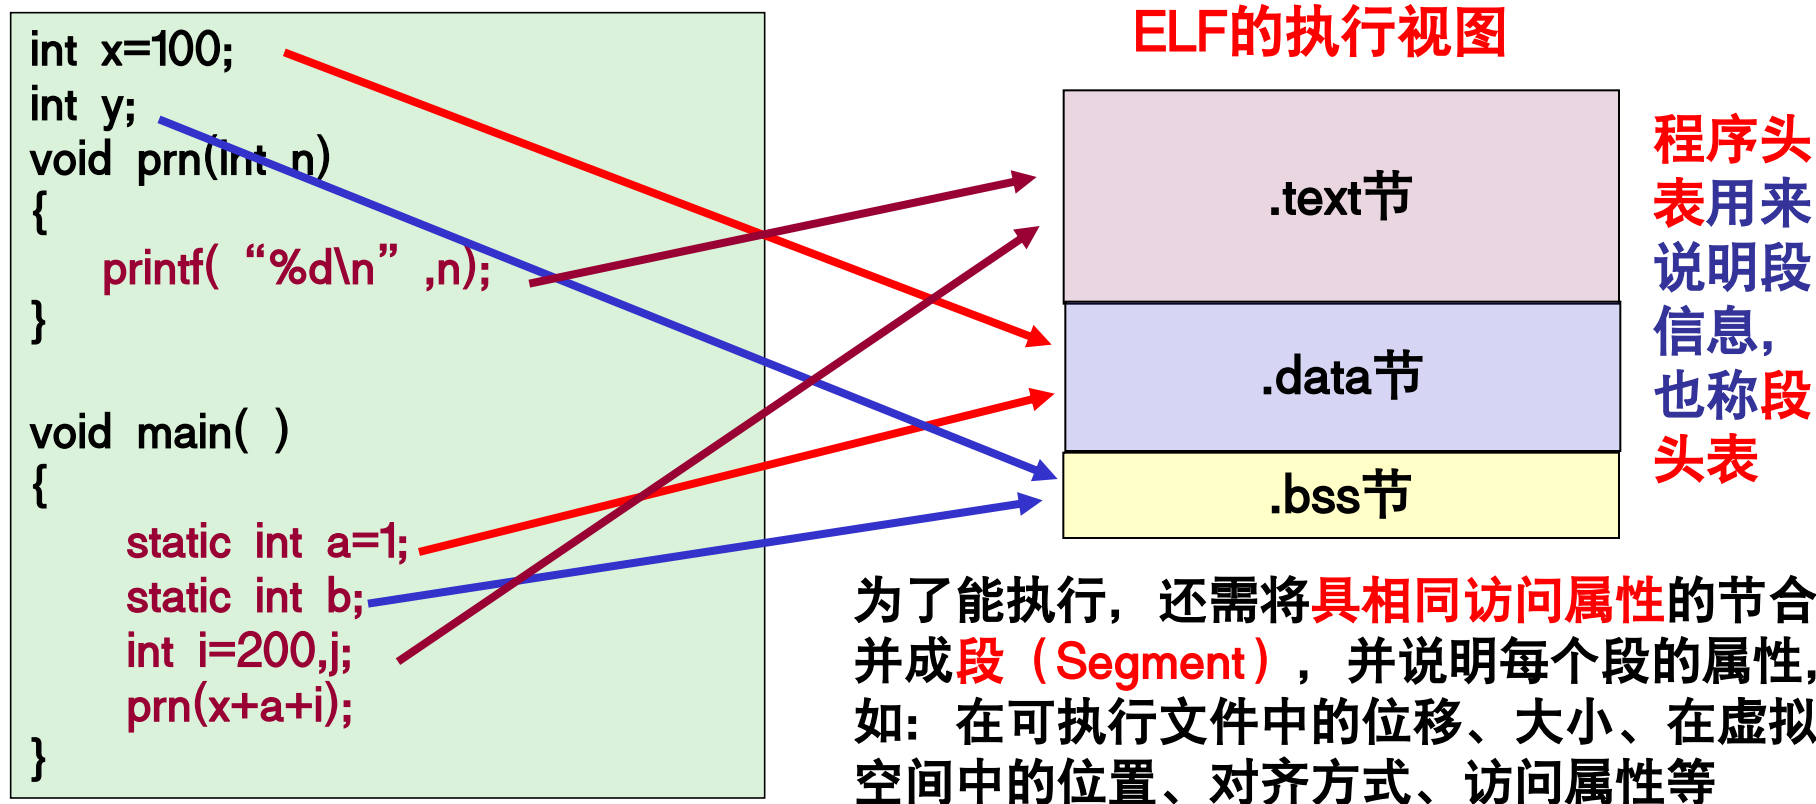 int x=100;
int y;
void prn(int n)
{
printf( “%d\n” ,n);
}
void main( )
{
static int a=1;
static int b;
int i=200,j;
prn(x+a+i);
}
ELF的执行视图
.text节
.data节
.bss节
程序头
表用来
说明段
信息，
也称段
头表
为了能执行，还需将具相同访问属性的节合
并成段（Segment），并说明每个段的属性，
如：在可执行文件中的位移、大小、在虚拟
空间中的位置、对齐方式、访问属性等